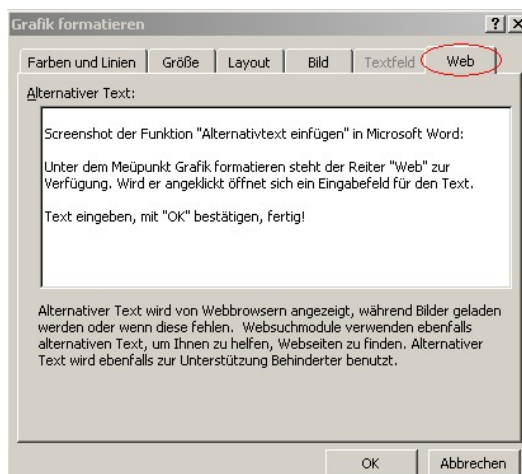 Grafik formatieren
Farben und Linien Größe Layout Bild Textfeld Web
Alternativer Text:
Screenshot der Funktion "Alternativtext einfügen" in Microsoft Word:
Unter dem Meüpunkt Grafik formatieren steht der Reiter "Web" zur
Verfügung. Wird er angeklickt öffnet sich ein Eingabefeld für den Text.
Text eingeben, mit "OK" bestätigen, fertig!
Alternativer Text wird von Webbrowsern angezeigt, während Bilder geladen
werden oder wenn diese fehlen. Websuchmodule verwenden ebenfalls
alternativen Text, um Ihnen zu helfen, Webseiten zu finden. Alternativer
Text wird ebenfalls zur Unterstützung Behinderter benutzt.
OK Abbrechen